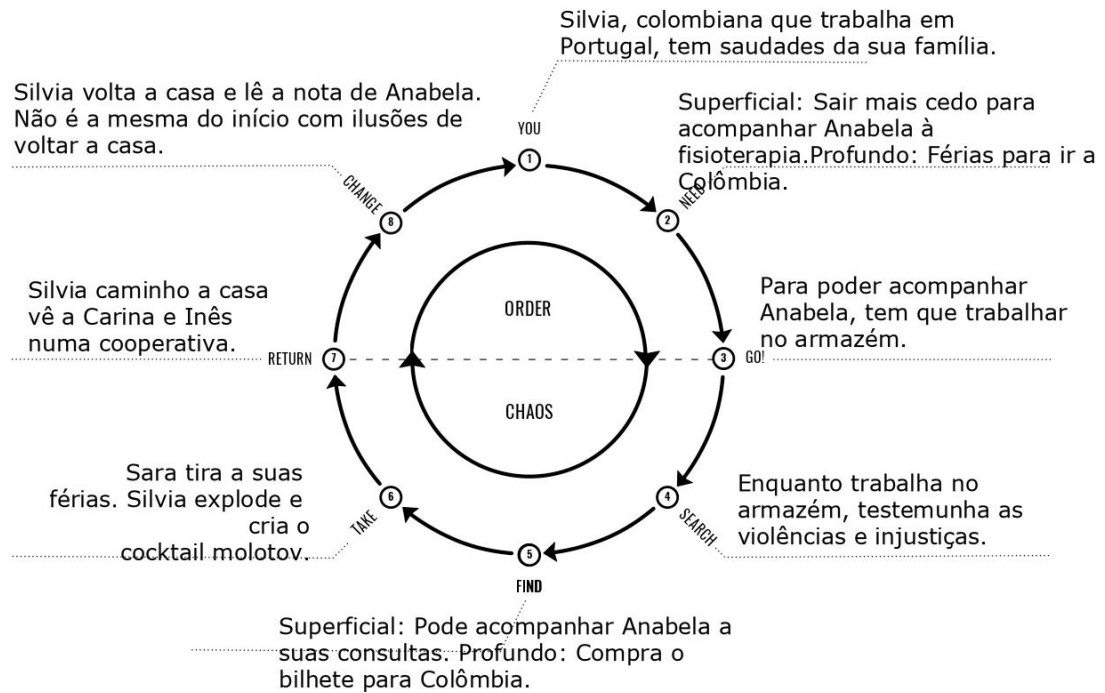 Silvia, colombiana que trabalha em
Portugal, tem saudades da sua família.
YOU
1
Superficial: Sair mais cedo para
acompanhar Anabela à
fisioterapia.Profundo: Férias para ir a
Colômbia.
NEED
2
Para poder acompanhar
Anabela, tem que trabalhar
no armazém.
GO!
3
Enquanto trabalha no
armazém, testemunha as
violências e injustiças.
SEARCH
4
5
FIND
Superficial: Pode acompanhar Anabela a
suas consultas. Profundo: Compra o
bilhete para Colômbia.
Sara tira a suas
férias. Silvia explode e
cria o
cocktail molotov.
TAKE
6
Silvia caminho a casa
vê a Carina e Inês
numa cooperativa.
RETURN
7
Silvia volta a casa e lê a nota de Anabela.
Não é a mesma do início com ilusões de
voltar a casa.
CHANGE
8
ORDER
CHAOS